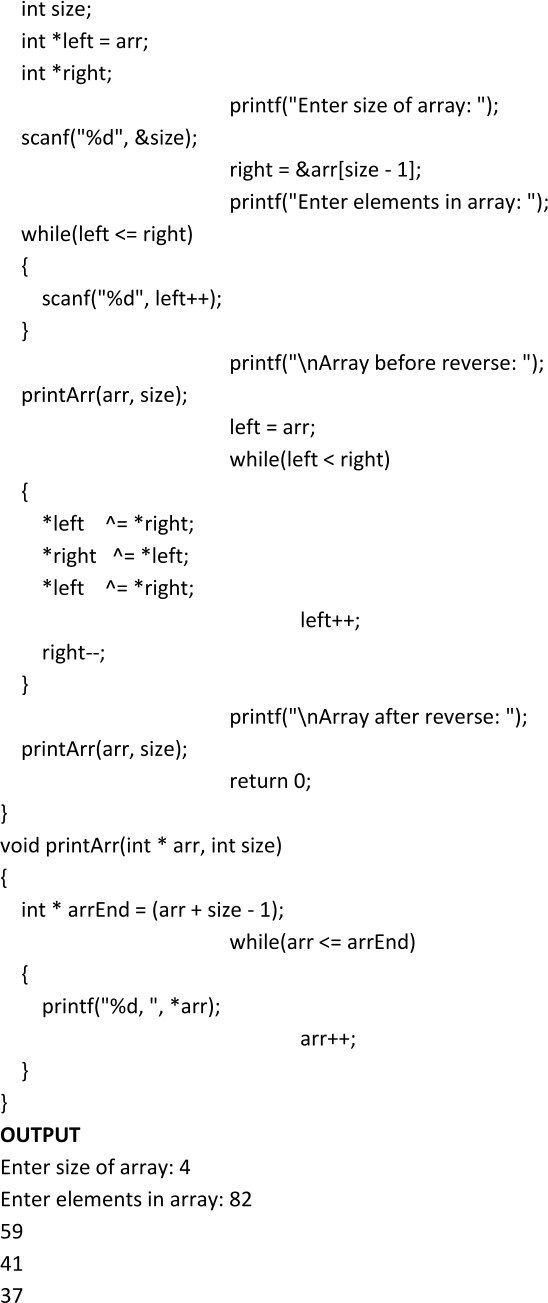 int size;
int *left = arr;
int *right;
printf("Enter size of array: ");
scanf("%d", &size);
right = &arr[size - 1];
printf("Enter elements in array: ");
while(left <= right)
{
scanf("%d", left++);
}
printf("\nArray before reverse: ");
printArr(arr, size);
left = arr;
while(left < right)
{
*left    ^= *right;
*right   ^= *left;
*left    ^= *right;
left++;
right--;
}
printf("\nArray after reverse: ");
printArr(arr, size);
return 0;
}
void printArr(int * arr, int size)
{
int * arrEnd = (arr + size - 1);
while(arr <= arrEnd)
{
printf("%d, ", *arr);
arr++;
}
}
OUTPUT
Enter size of array: 4
Enter elements in array: 82
59
41
37